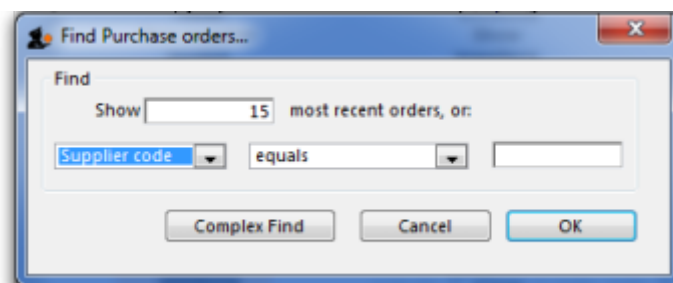 Find Purchase orders...
Find
Show 15 most recent orders, or:
Supplier code equals
Complex Find Cancel OK